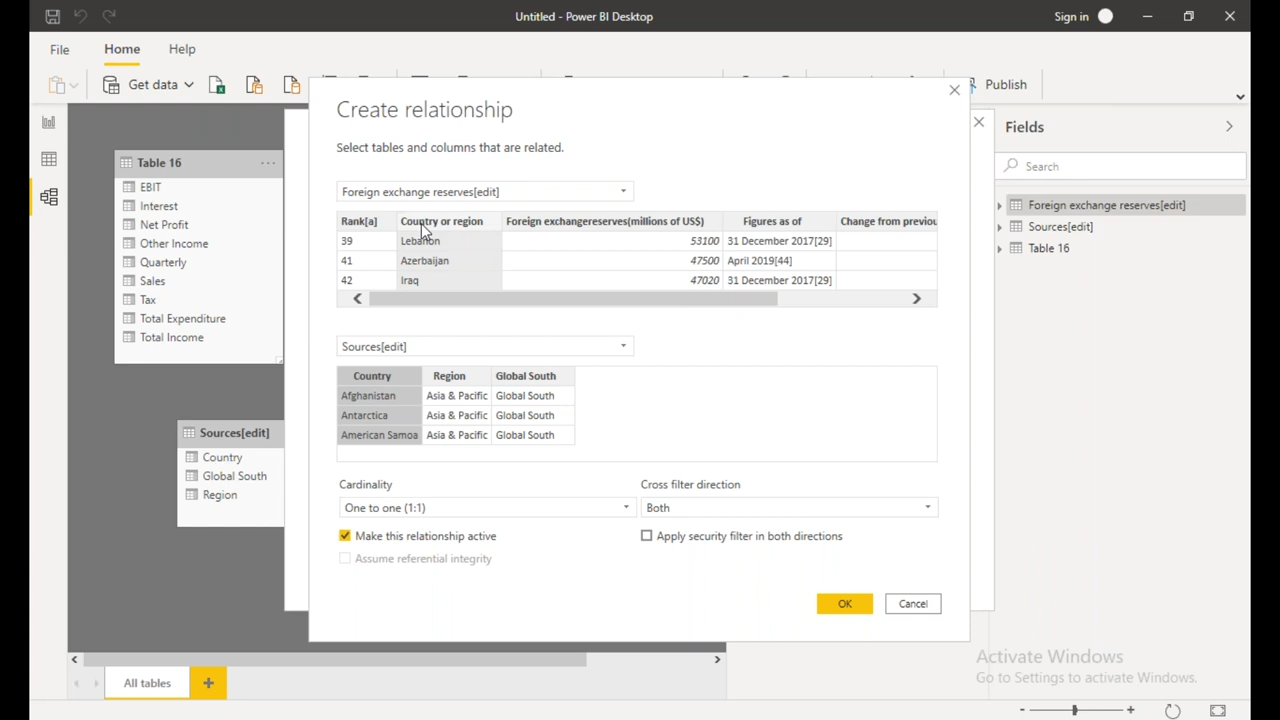 Untitled - Power BI Desktop
Sign in
File
Home
Help
Get data
Publish
Create relationship
Select tables and columns that are related.
Foreign exchange reserves[edit]
Rank[a] Country or region Foreign exchangereserves(millions of US$) Figures as of Change from previou
39 Lebanon 53100 31 December 2017[29]
41 Azerbaijan 47500 April 2019[44]
42 Iraq 47020 31 December 2017[29]
Sources[edit]
Country Region Global South
Afghanistan Asia & Pacific Global South
Antarctica Asia & Pacific Global South
American Samoa Asia & Pacific Global South
Cardinality
One to one (1:1)
Cross filter direction
Both
Make this relationship active
Apply security filter in both directions
Assume referential integrity
OK
Cancel
Table 16
EBIT
Interest
Net Profit
Other Income
Quarterly
Sales
Tax
Total Expenditure
Total Income
Sources[edit]
Country
Global South
Region
Fields
Search
Foreign exchange reserves[edit]
Sources[edit]
Table 16
All tables
Activate Windows
Go to Settings to activate Windows.